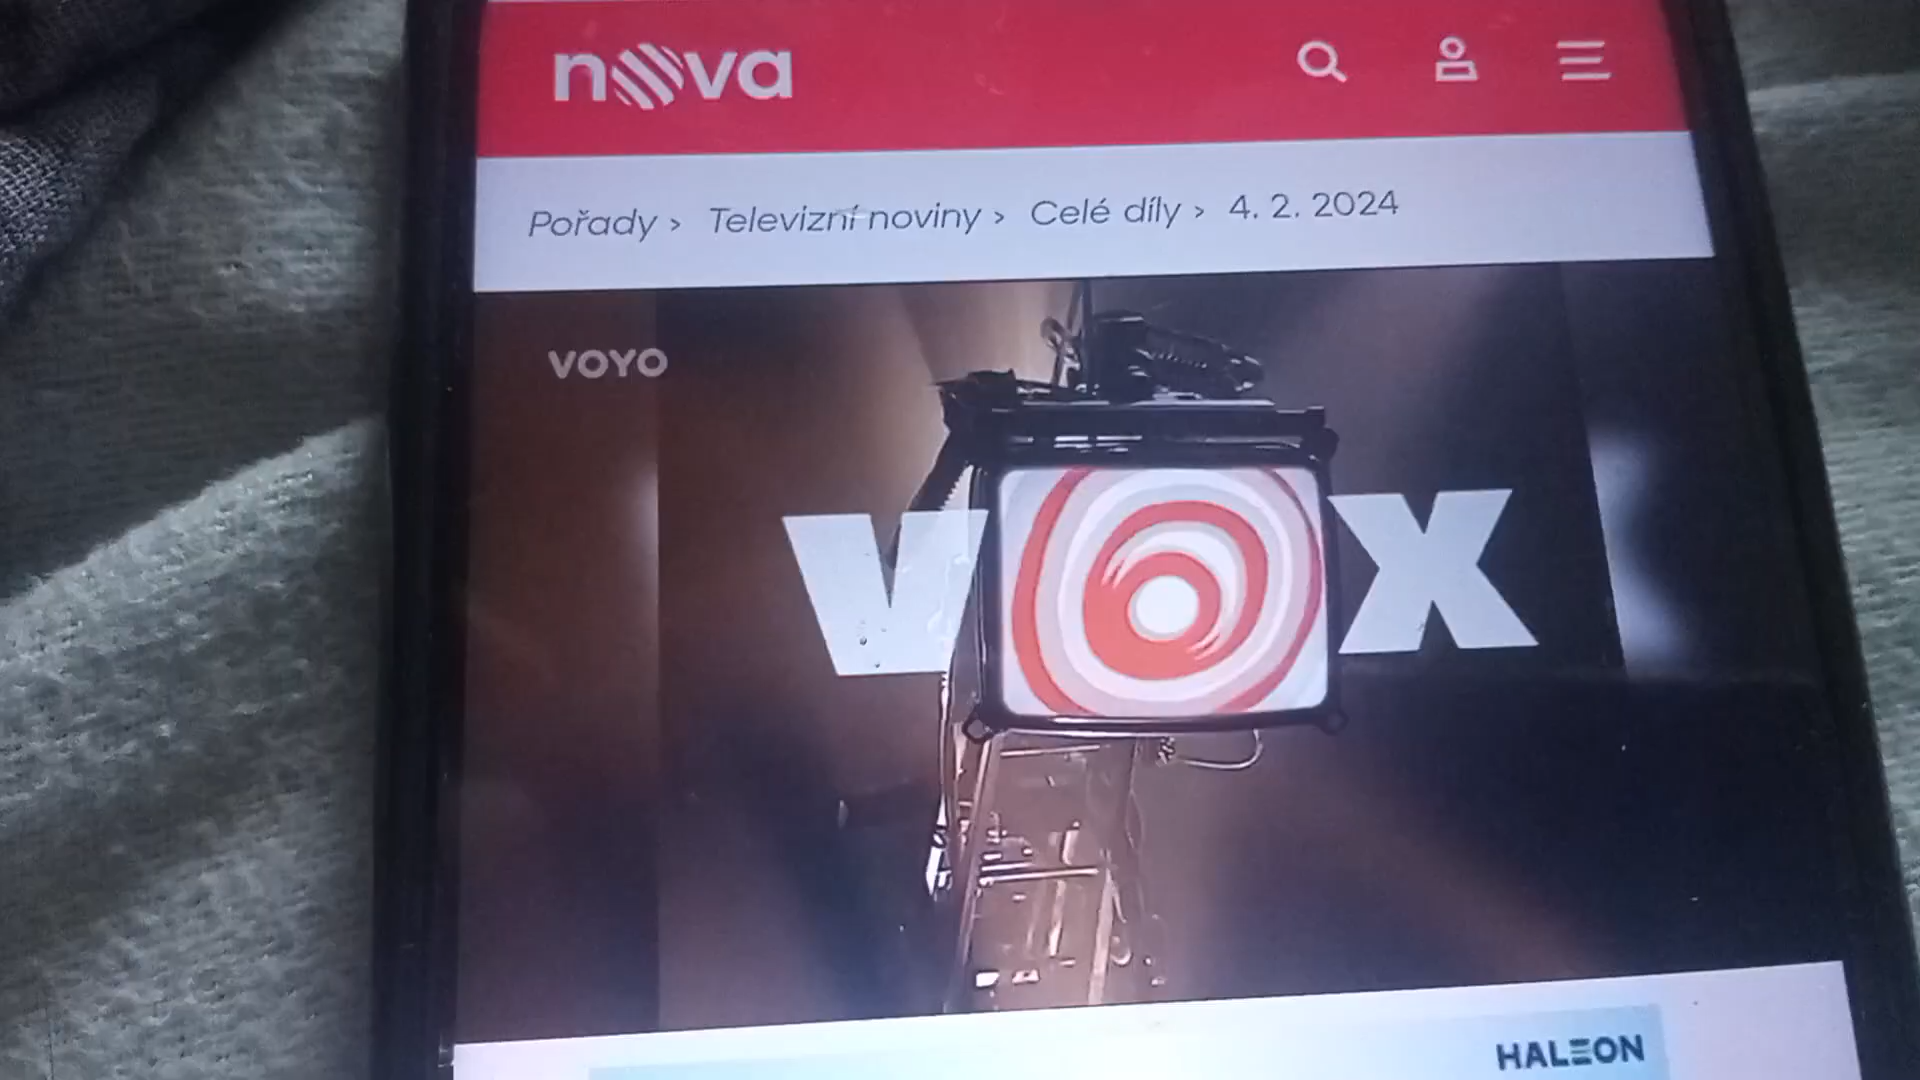 nova
Pořady > Televizní noviny > Celé díly > 4. 2. 2024
VOYO
VOX
HALEON